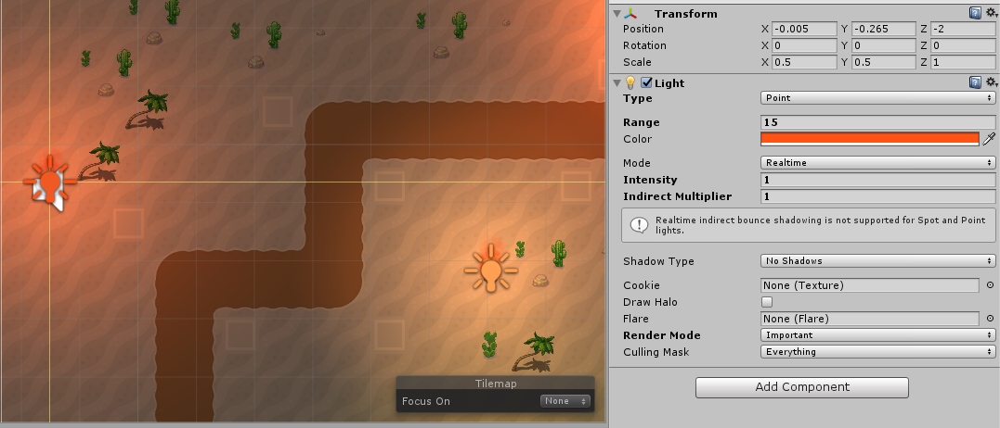 Transform
Position X -0.005 Y -0.265 Z -2
Rotation X 0 Y 0 Z 0
Scale X 0.5 Y 0.5 Z 1
Light
Type Point
Range 15
Color
Mode Realtime
Intensity 1
Indirect Multiplier 1
Realtime indirect bounce shadowing is not supported for Spot and Point
lights.
Shadow Type No Shadows
Cookie None (Texture)
Draw Halo
Flare None (Flare)
Render Mode Important
Culling Mask Everything
Add Component
Tilemap
Focus On None